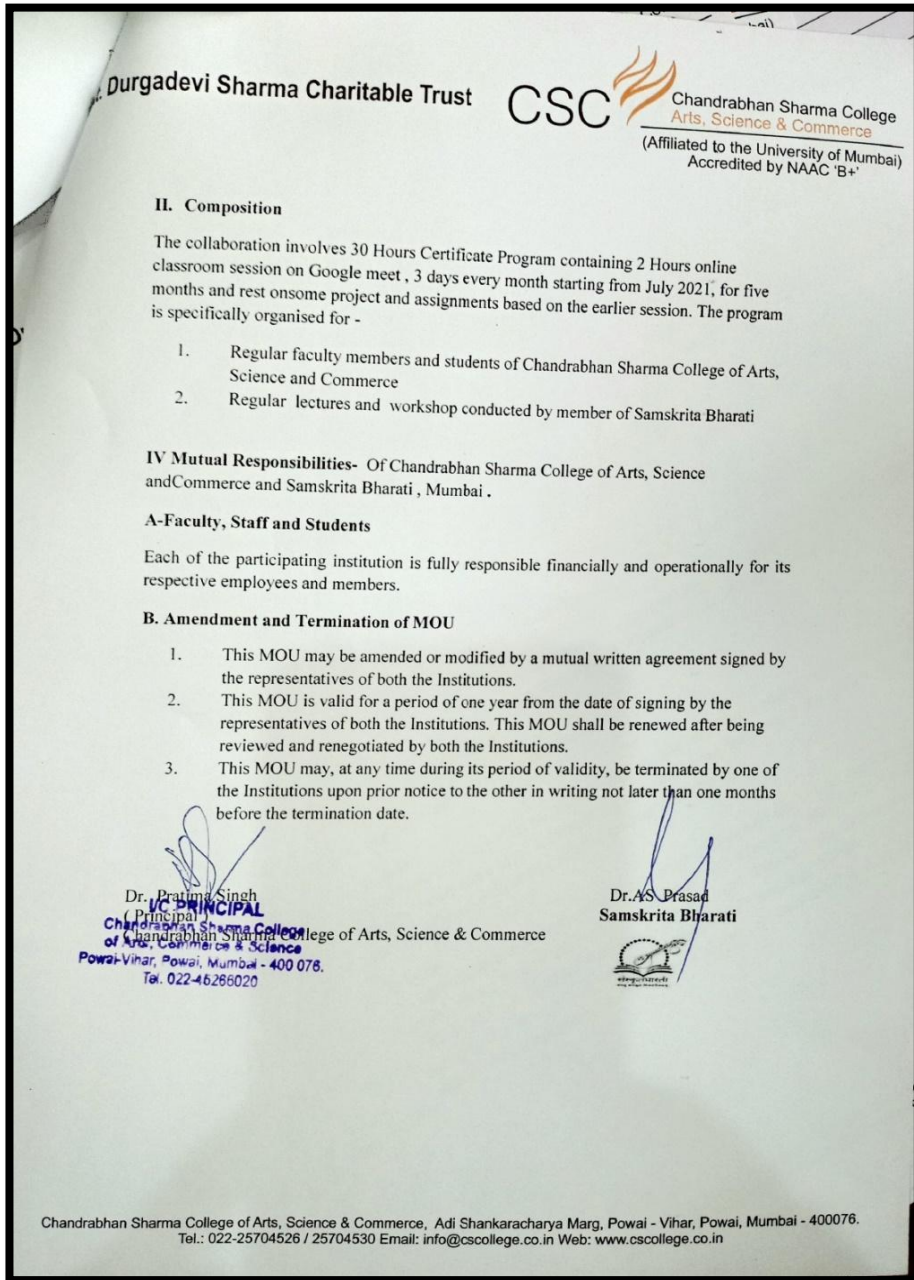 Durgadevi Sharma Charitable Trust
CSC
Chandrabhan Sharma College
Arts, Science & Commerce
(Affiliated to the University of Mumbai)
Accredited by NAAC 'B+'
II. Composition
The collaboration involves 30 Hours Certificate Program containing 2 Hours online
classroom session on Google meet , 3 days every month starting from July 2021, for five
months and rest onsome project and assignments based on the earlier session. The program
is specifically organised for -
1. Regular faculty members and students of Chandrabhan Sharma College of Arts,
Science and Commerce
2. Regular lectures and workshop conducted by member of Samskrita Bharati
IV Mutual Responsibilities- Of Chandrabhan Sharma College of Arts, Science
andCommerce and Samskrita Bharati , Mumbai .
A-Faculty, Staff and Students
Each of the participating institution is fully responsible financially and operationally for its
respective employees and members.
B. Amendment and Termination of MOU
1. This MOU may be amended or modified by a mutual written agreement signed by
the representatives of both the Institutions.
2. This MOU is valid for a period of one year from the date of signing by the
representatives of both the Institutions. This MOU shall be renewed after being
reviewed and renegotiated by both the Institutions.
3. This MOU may, at any time during its period of validity, be terminated by one of
the Institutions upon prior notice to the other in writing not later than one months
before the termination date.
Dr. Pratima Singh
( Principal )
Chandrabhan Sharma College of Arts, Science & Commerce
I/C PRINCIPAL
Chandrabhan Sharma College
of Arts, Commerce & Science
Powai-Vihar, Powai, Mumbai - 400 076.
Tel. 022-45266020
Dr.AS Prasad
Samskrita Bharati
Chandrabhan Sharma College of Arts, Science & Commerce, Adi Shankaracharya Marg, Powai - Vihar, Powai, Mumbai - 400076.
Tel.: 022-25704526 / 25704530 Email: info@cscollege.co.in Web: www.cscollege.co.in